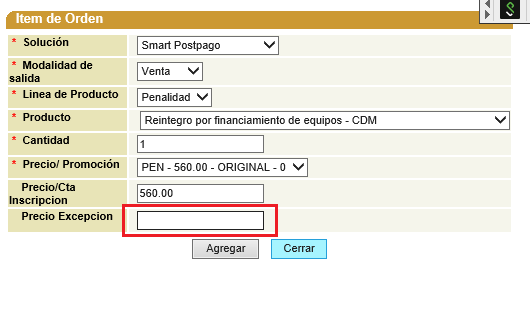 Item de Orden
* Solución Smart Postpago
* Modalidad de salida Venta
* Linea de Producto Penalidad
* Producto Reintegro por financiamiento de equipos - CDM
* Cantidad 1
* Precio/ Promoción PEN - 560.00 - ORIGINAL - 0
Precio/Cta Inscripcion 560.00
Precio Excepcion
Agregar Cerrar